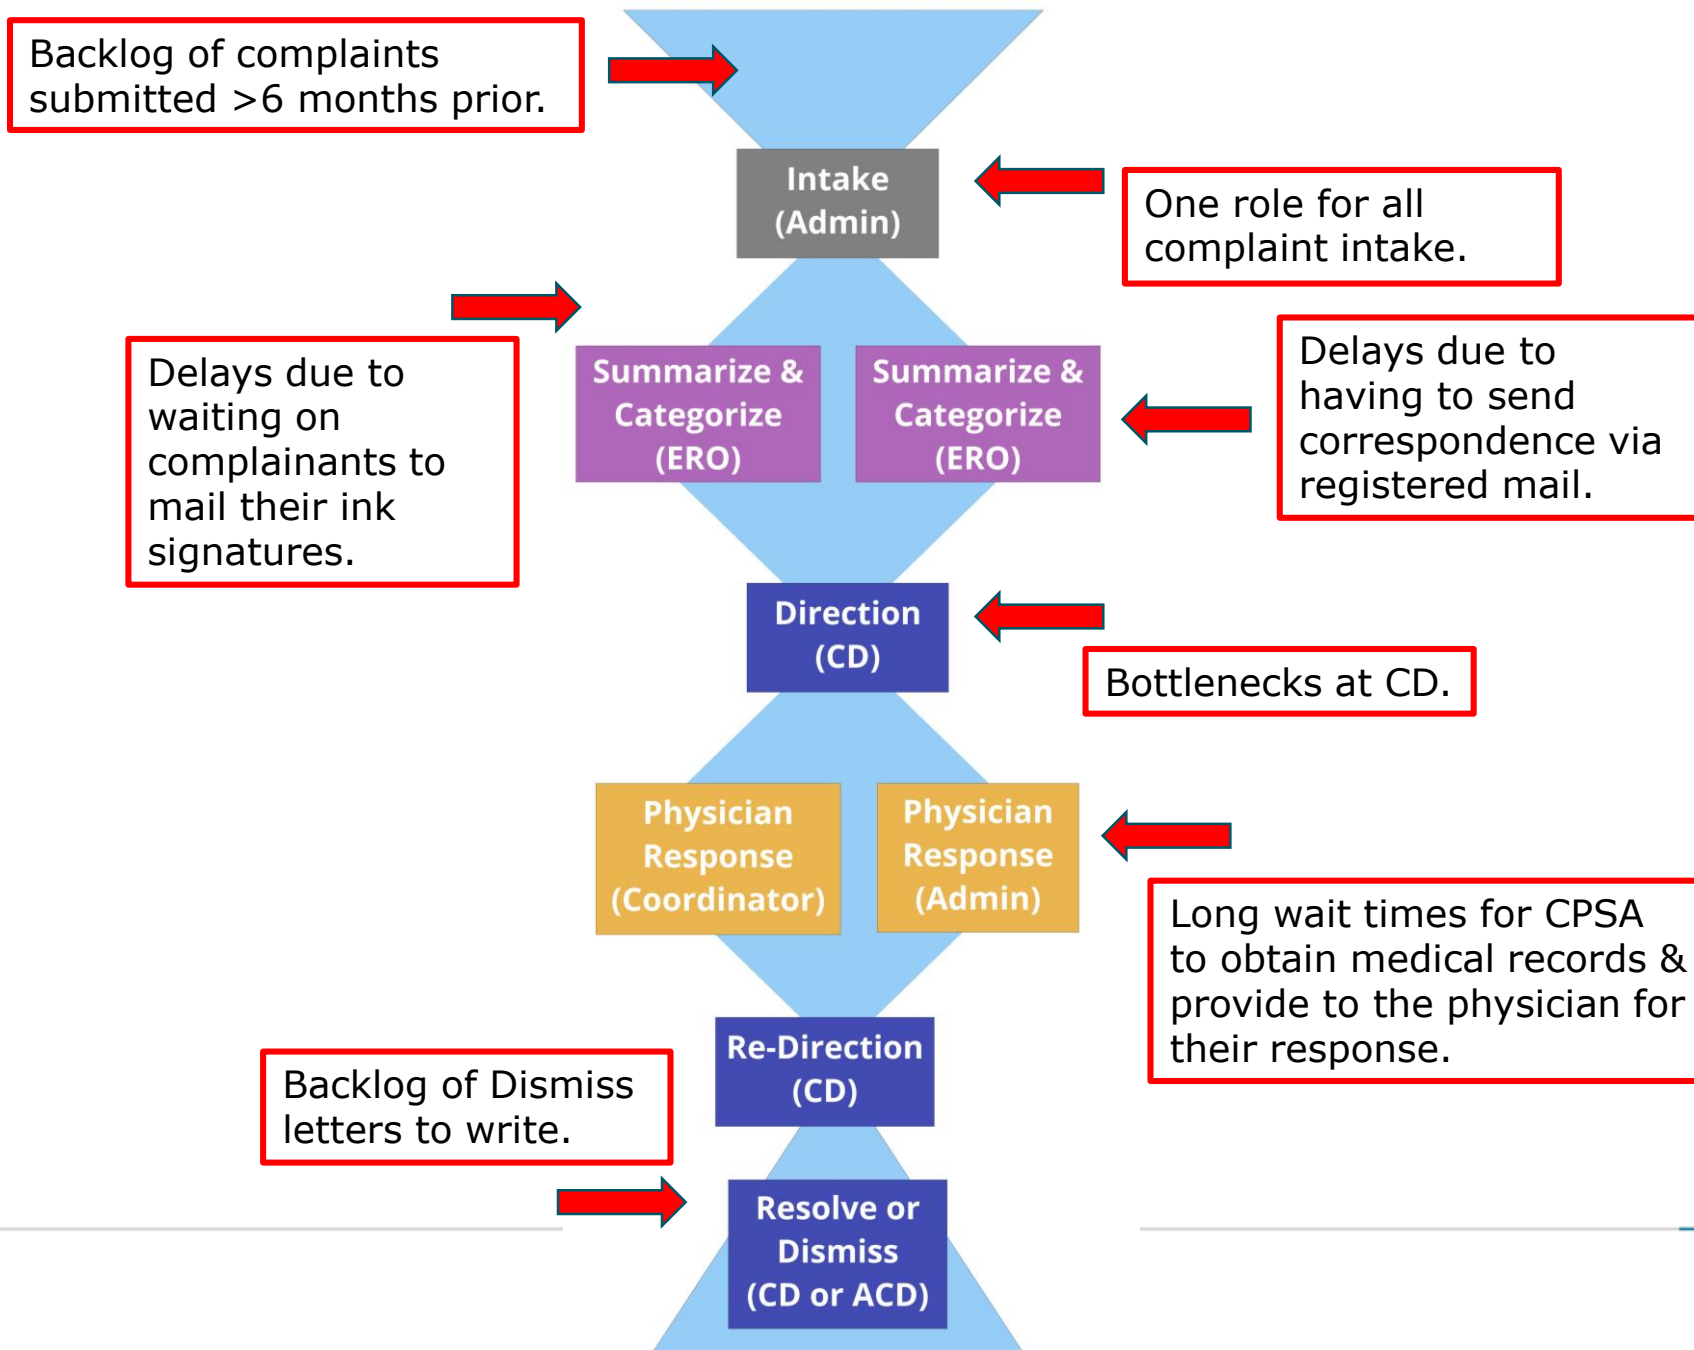 Backlog of complaints
submitted >6 months prior.
Intake
(Admin)
One role for all
complaint intake.
Delays due to
waiting on
complainants to
mail their ink
signatures.
Summarize &
Categorize
(ERO)
Summarize &
Categorize
(ERO)
Delays due to
having to send
correspondence via
registered mail.
Direction
(CD)
Bottlenecks at CD.
Physician
Response
(Coordinator)
Physician
Response
(Admin)
Long wait times for CPSA
to obtain medical records &
provide to the physician for
their response.
Re-Direction
(CD)
Backlog of Dismiss
letters to write.
Resolve or
Dismiss
(CD or ACD)